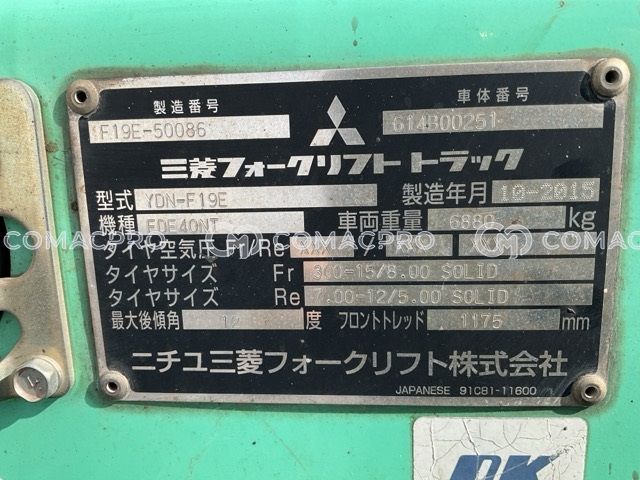 製造番号 車体番号
F19E-50086 614B00251
三菱フォークリフトトラック
型式 YDN-F19E 製造年月 10-2015
機種 FDE40NT 車両重量 6880 kg
COMACPRO COMACPRO COMACPRO
タイヤ空気圧 Fr/Re
タイヤサイズ Fr 300-15/8.00 SOLID
タイヤサイズ Re 7.00-12/5.00 SOLID
最大後傾角 度 フロントトレッド 1175 mm
ニチユ三菱フォークリフト株式会社
JAPANESE 91C81-11600